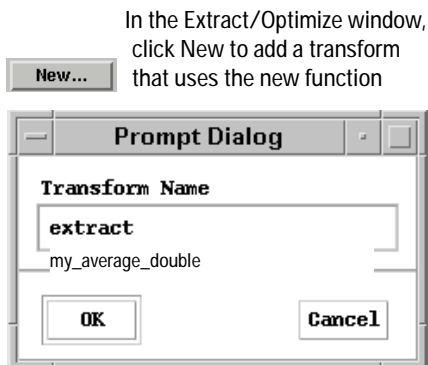 In the Extract/Optimize window,
click New to add a transform
New... that uses the new function
Prompt Dialog
Transform Name
extract
my_average_double
OK Cancel